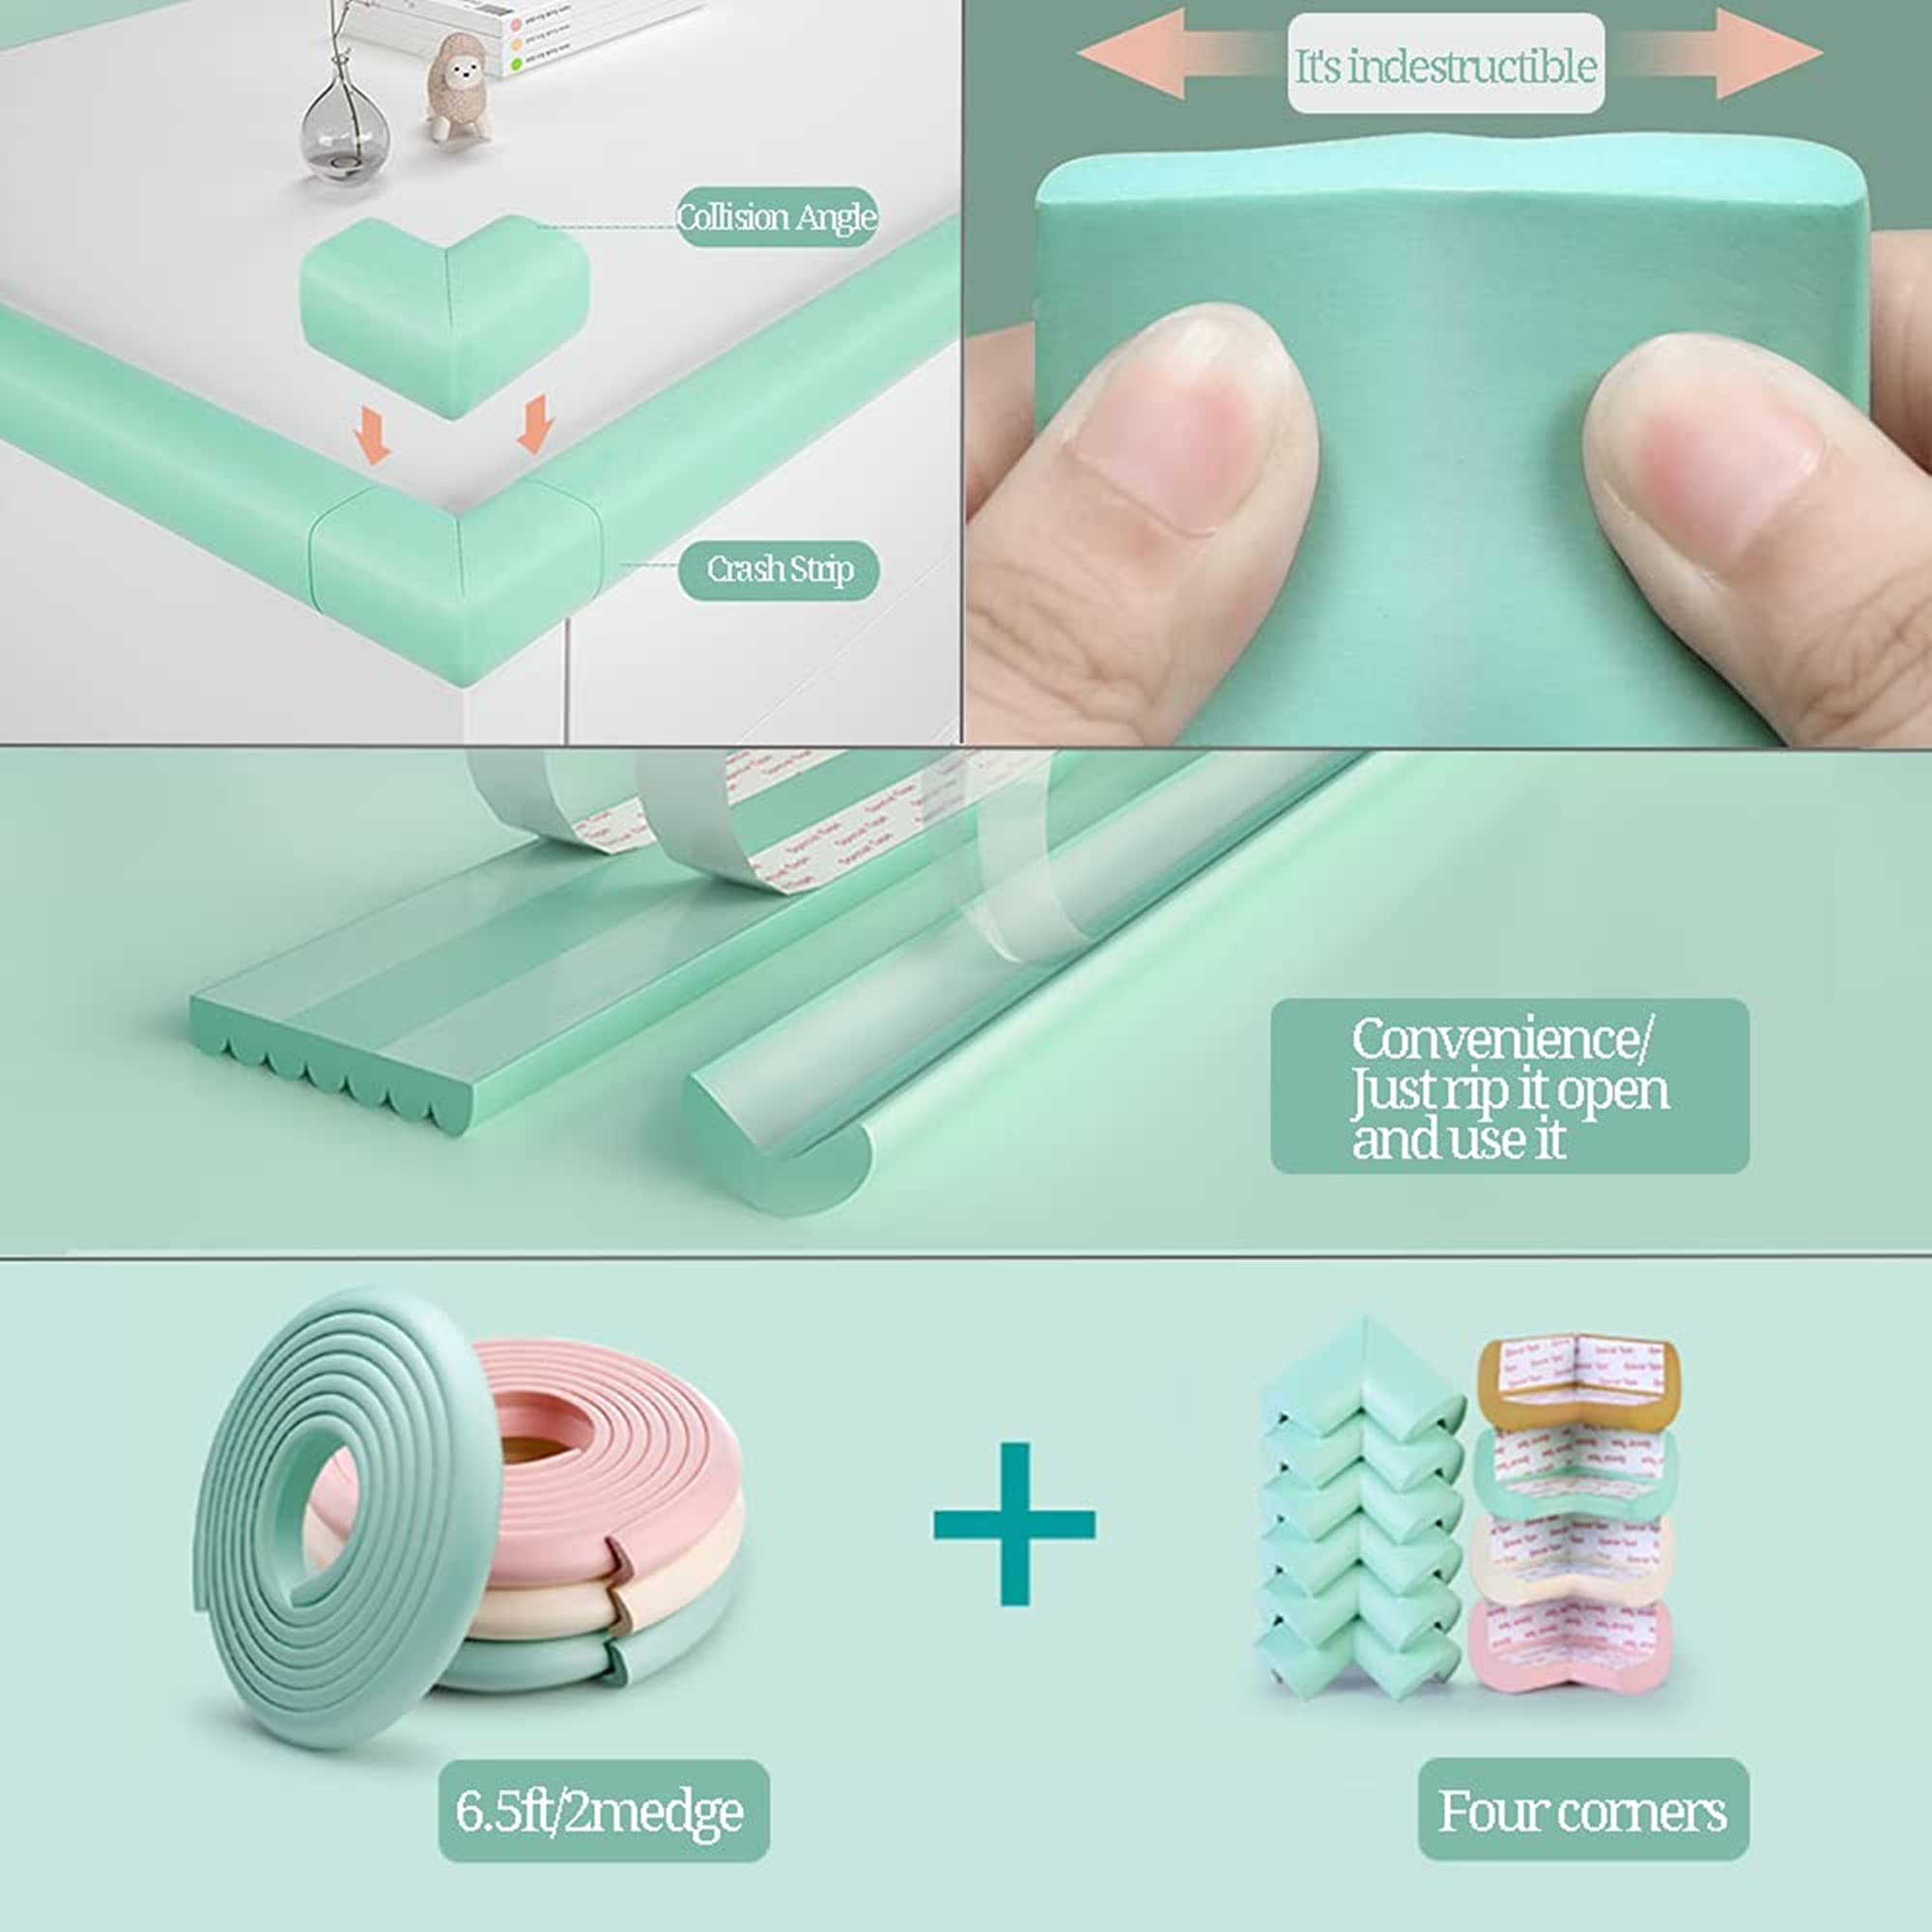 Collision Angle
Crash Strip
It's indestructible
Convenience/
Just rip it open
and use it
6.5ft/2medge
Four corners